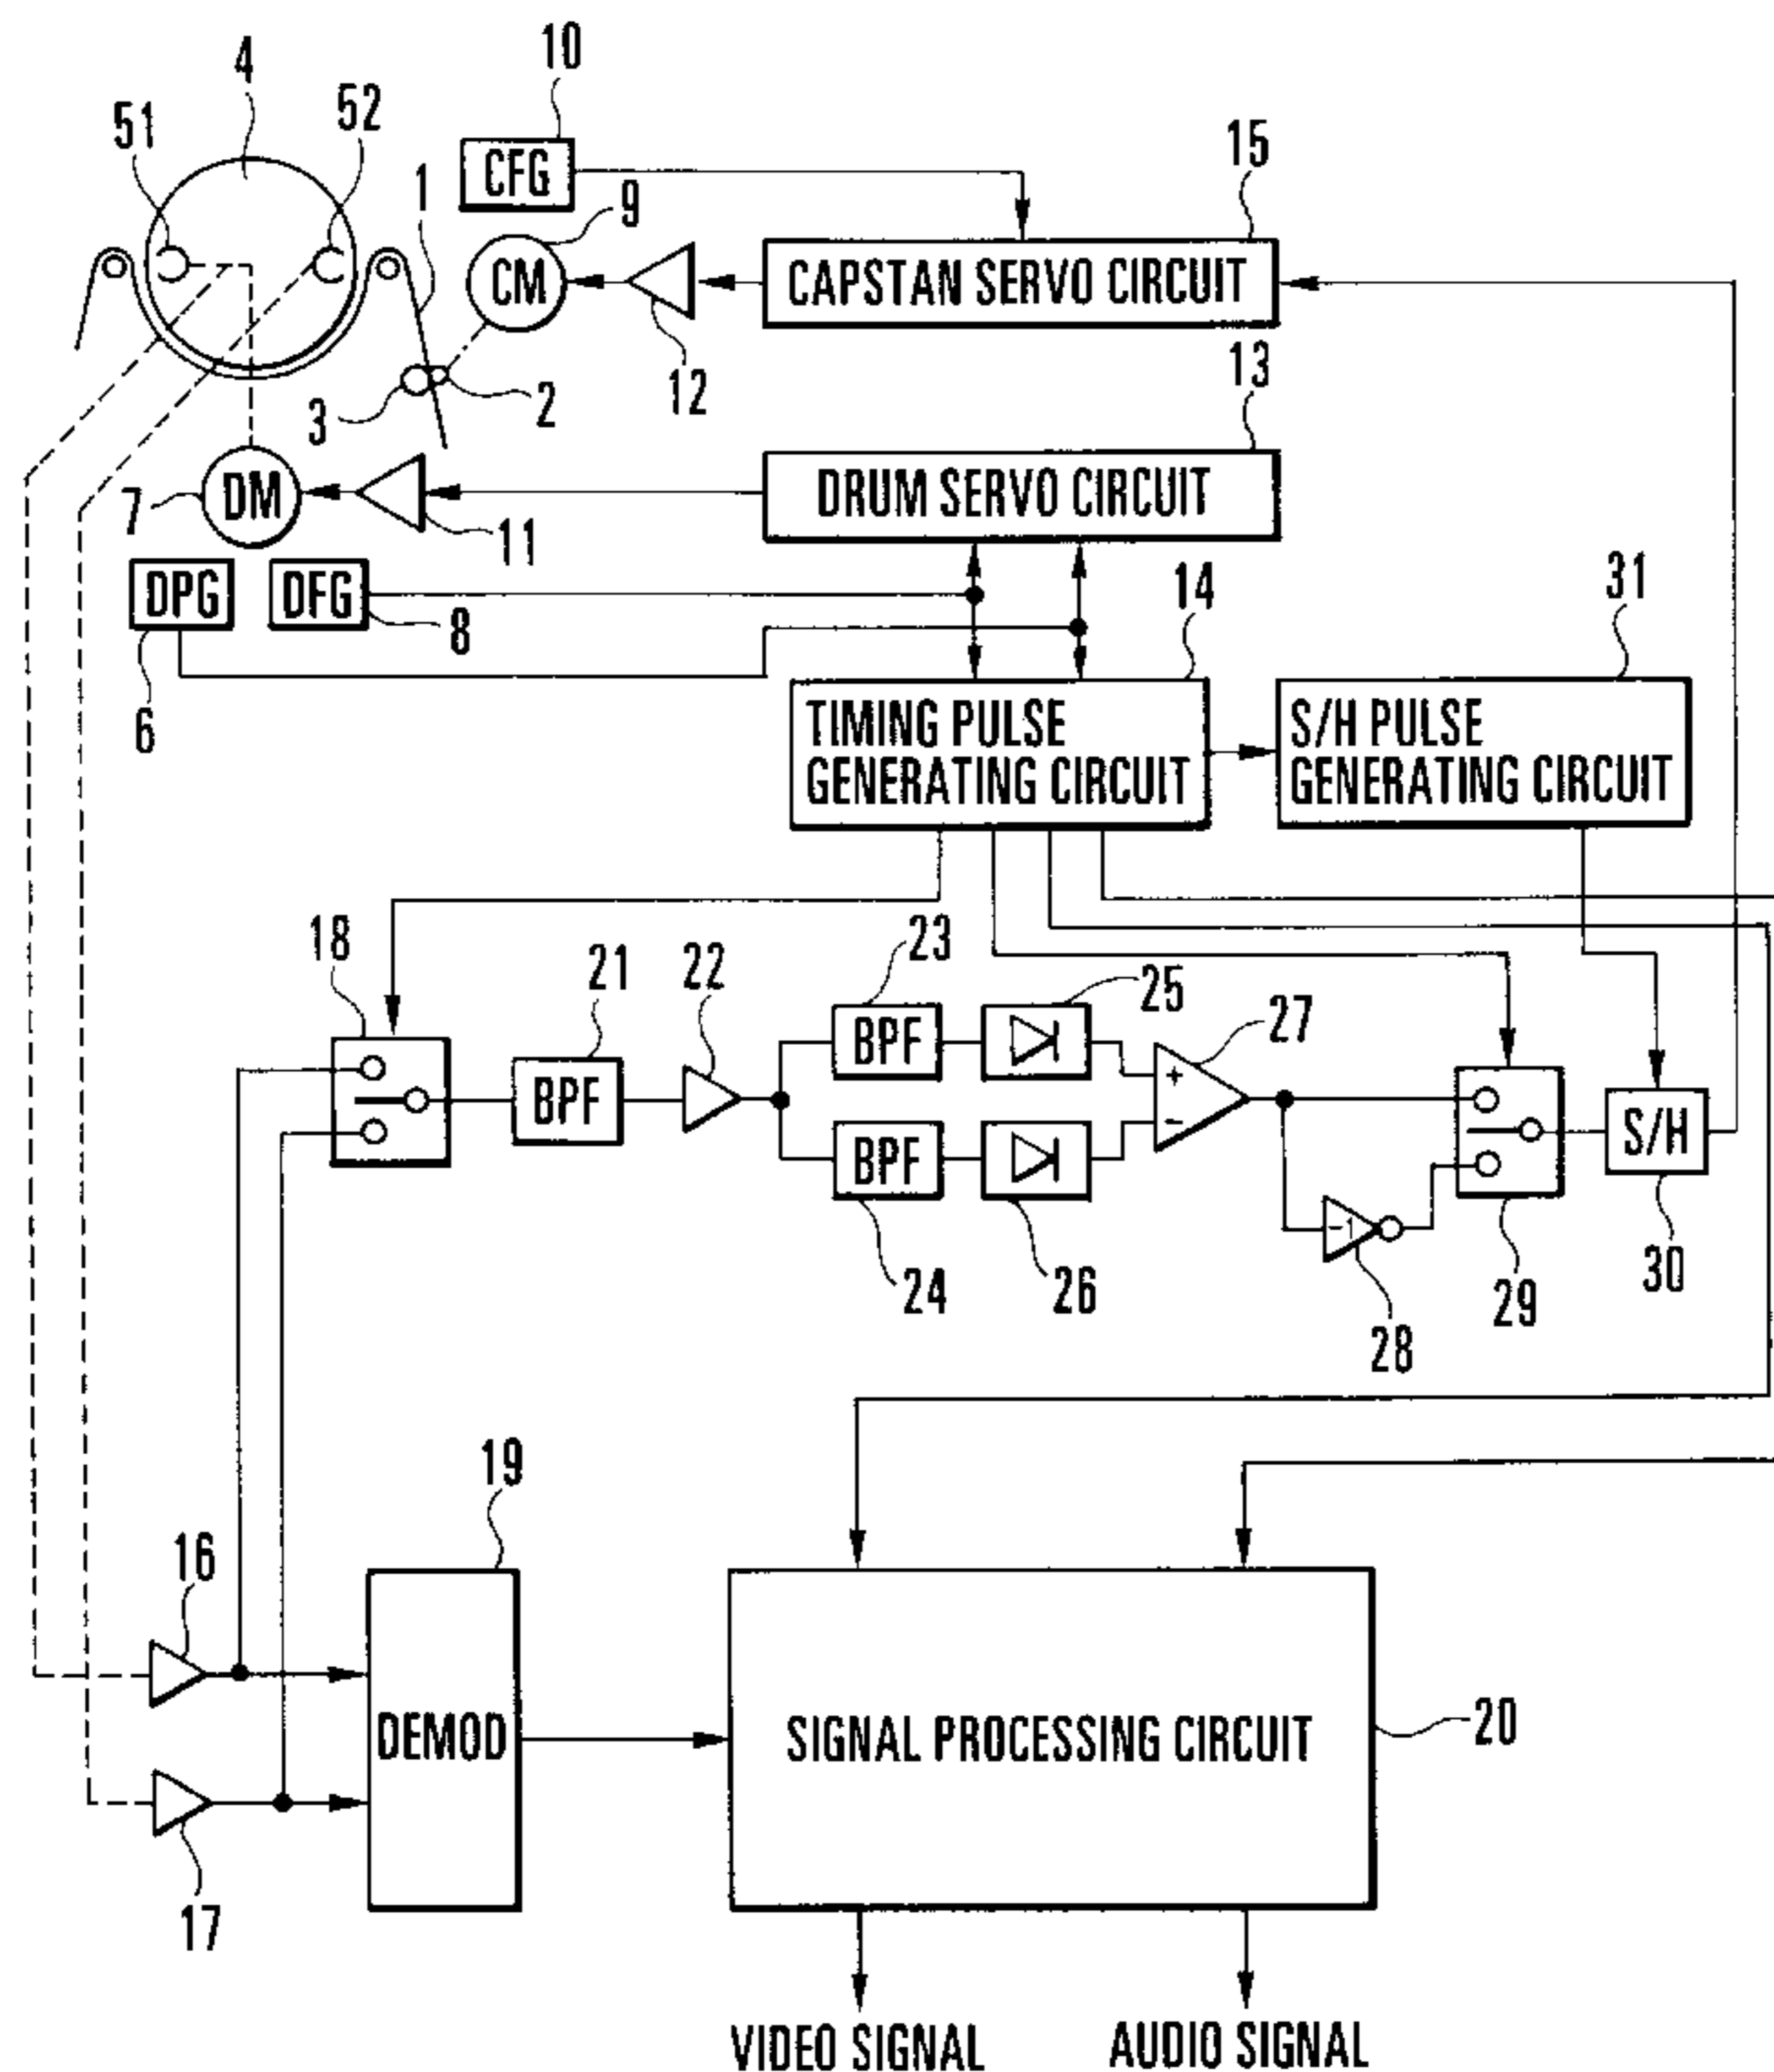 10
4
51
52
1
CFG
9
15
CM
CAPSTAN SERVO CIRCUIT
12
13
3
2
DRUM SERVO CIRCUIT
7
DM
11
DPG
DFG
8
14
31
6
TIMING PULSE
GENERATING CIRCUIT
S/H PULSE
GENERATING CIRCUIT
18
21
22
23
25
27
BPF
BPF
+
−
S/H
BPF
24
26
−1
28
29
30
19
16
DEMOD
SIGNAL PROCESSING CIRCUIT
20
17
VIDEO SIGNAL
AUDIO SIGNAL